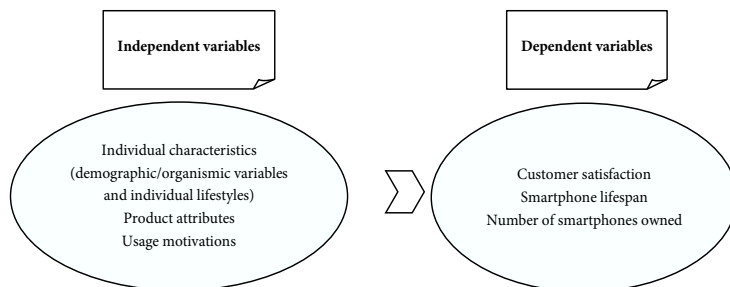 Independent variables
Dependent variables
Individual characteristics
(demographic/organismic variables
and individual lifestyles)
Product attributes
Usage motivations
Customer satisfaction
Smartphone lifespan
Number of smartphones owned